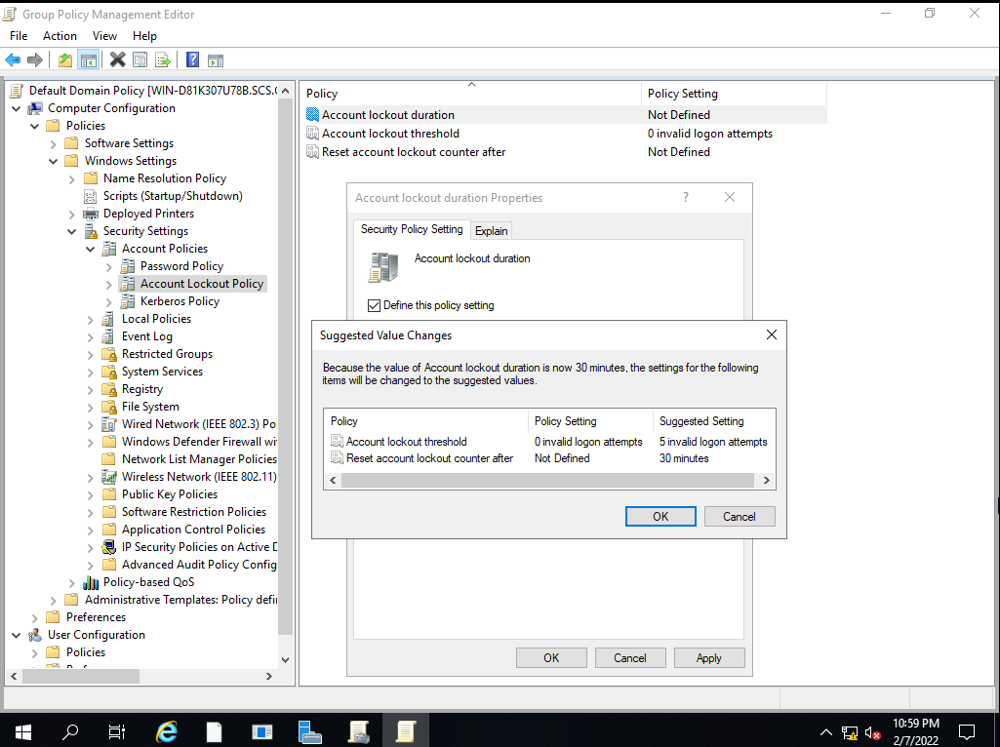 Group Policy Management Editor
File Action View Help
Default Domain Policy [WIN-D81K307U78B.SCS.
Computer Configuration
Policies
Software Settings
Windows Settings
Name Resolution Policy
Scripts (Startup/Shutdown)
Deployed Printers
Security Settings
Account Policies
Password Policy
Account Lockout Policy
Kerberos Policy
Local Policies
Event Log
Restricted Groups
System Services
Registry
File System
Wired Network (IEEE 802.3) Po
Windows Defender Firewall wi
Network List Manager Policies
Wireless Network (IEEE 802.11)
Public Key Policies
Software Restriction Policies
Application Control Policies
IP Security Policies on Active D
Advanced Audit Policy Config
Policy-based QoS
Administrative Templates: Policy defi
Preferences
User Configuration
Policies
Policy Policy Setting
Account lockout duration Not Defined
Account lockout threshold 0 invalid logon attempts
Reset account lockout counter after Not Defined
Account lockout duration Properties ?
Security Policy Setting Explain
Account lockout duration
Define this policy setting
Suggested Value Changes
Because the value of Account lockout duration is now 30 minutes, the settings for the following
items will be changed to the suggested values.
Policy Policy Setting Suggested Setting
Account lockout threshold 0 invalid logon attempts 5 invalid logon attempts
Reset account lockout counter after Not Defined 30 minutes
OK Cancel
OK Cancel Apply
10:59 PM
2/7/2022